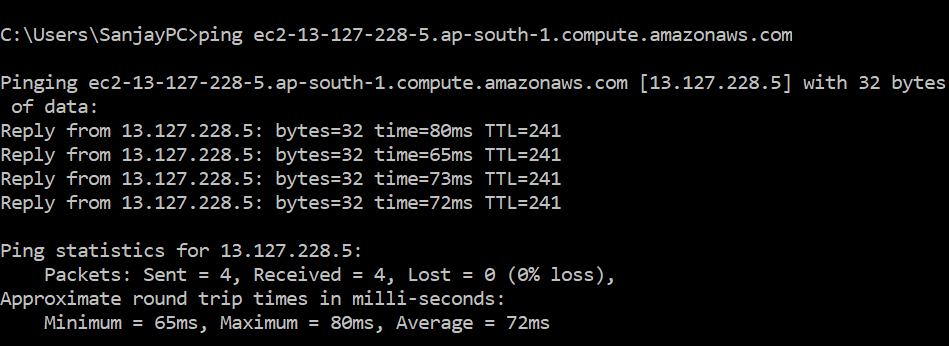 C:\Users\SanjayPC>ping ec2-13-127-228-5.ap-south-1.compute.amazonaws.com
Pinging ec2-13-127-228-5.ap-south-1.compute.amazonaws.com [13.127.228.5] with 32 bytes
 of data:
Reply from 13.127.228.5: bytes=32 time=80ms TTL=241
Reply from 13.127.228.5: bytes=32 time=65ms TTL=241
Reply from 13.127.228.5: bytes=32 time=73ms TTL=241
Reply from 13.127.228.5: bytes=32 time=72ms TTL=241
Ping statistics for 13.127.228.5:
    Packets: Sent = 4, Received = 4, Lost = 0 (0% loss),
Approximate round trip times in milli-seconds:
    Minimum = 65ms, Maximum = 80ms, Average = 72ms